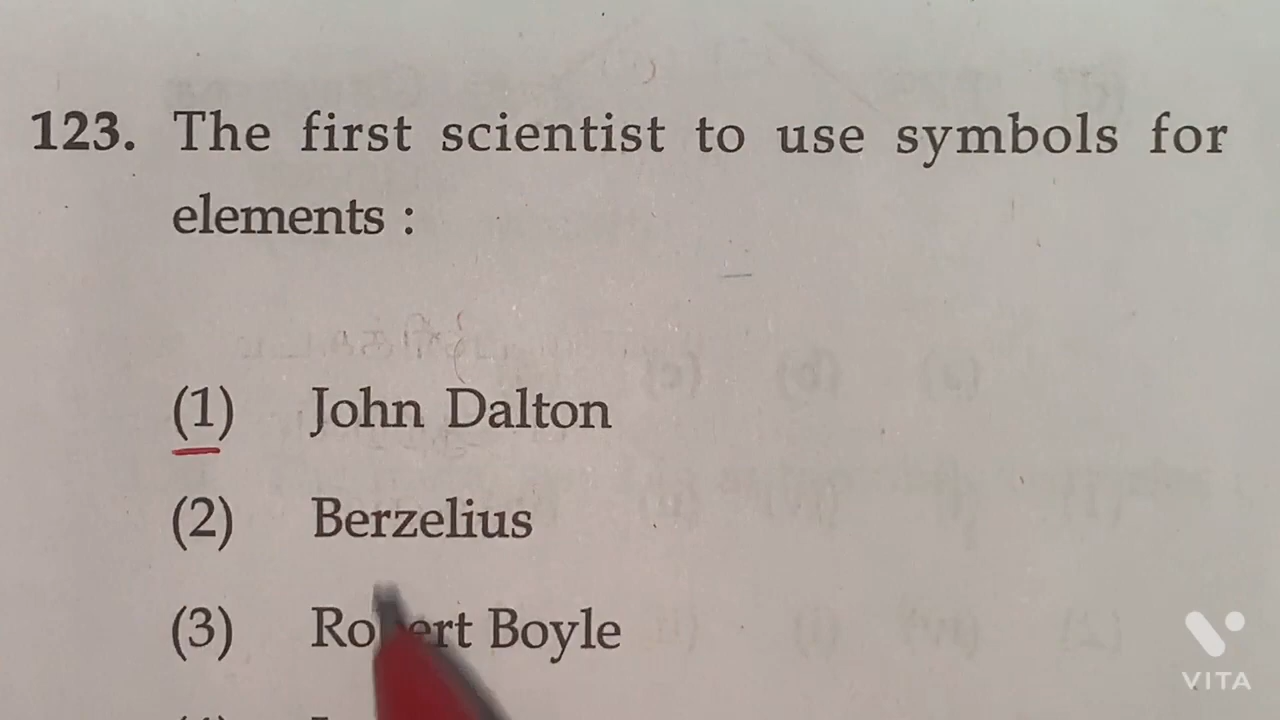 123. The first scientist to use symbols for
elements :
(1) John Dalton
(2) Berzelius
(3) Robert Boyle
VITA